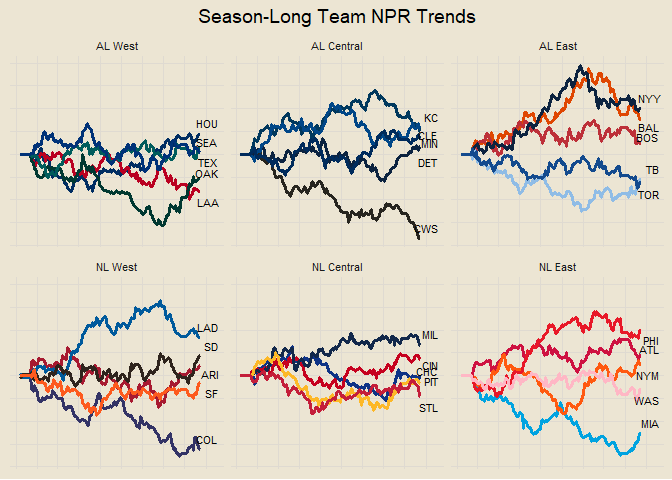 Season-Long Team NPR Trends
AL West
AL Central
AL East
HOU
SEA
TEX
OAK
LAA
KC
CLE
MIN
DET
CWS
NYY
BAL
BOS
TB
TOR
NL West
NL Central
NL East
LAD
SD
ARI
SF
COL
MIL
CIN
CHC
PIT
STL
PHI
ATL
NYM
WAS
MIA